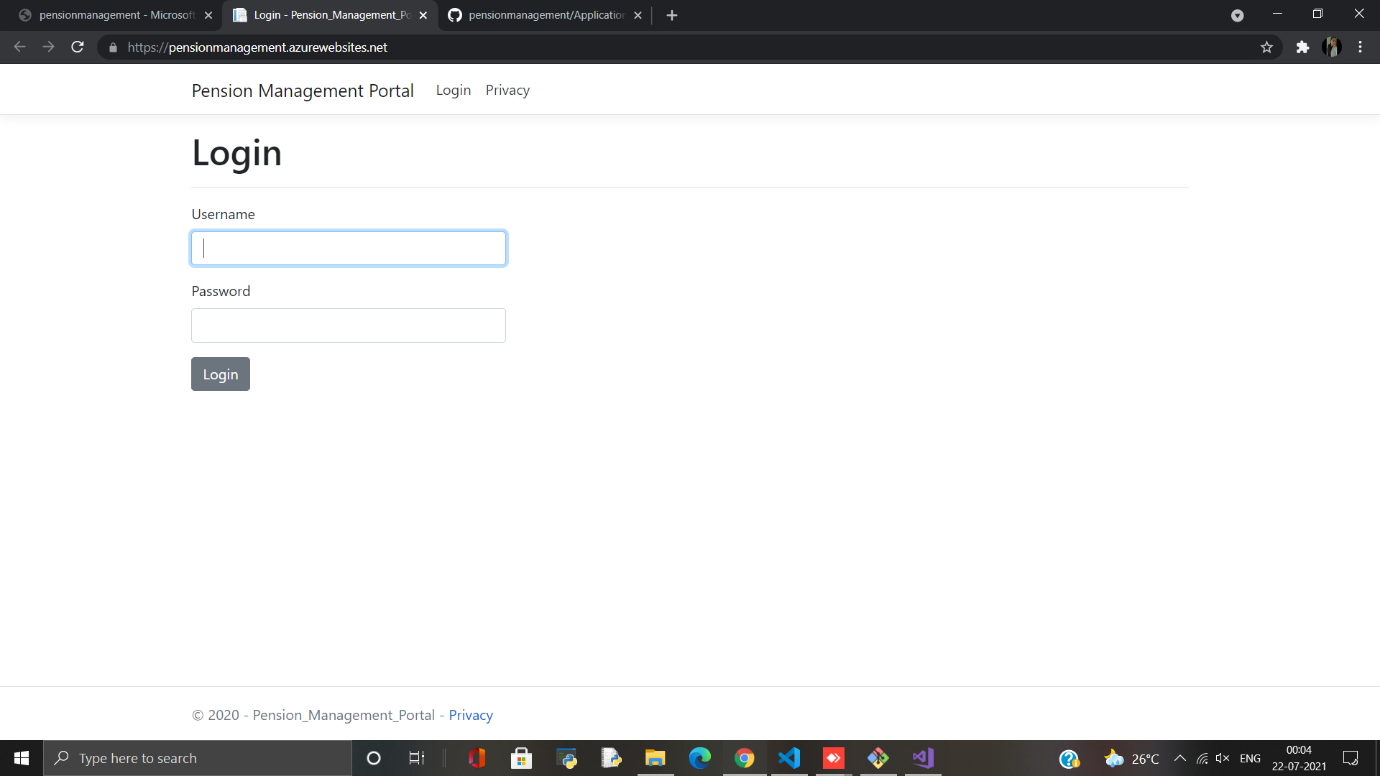 pensionmanagement - Microsoft
Login - Pension_Management_Po
pensionmanagement/Application
https://pensionmanagement.azurewebsites.net
Pension Management Portal
Login
Privacy
Login
Username
Password
Login
© 2020 - Pension_Management_Portal - Privacy
Type here to search
26°C
ENG
00:04
22-07-2021